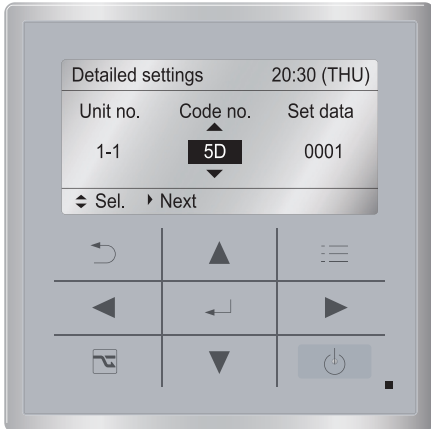 Detailed settings 20:30 (THU)
Unit no. Code no. Set data
1-1 5D 0001
Sel. Next